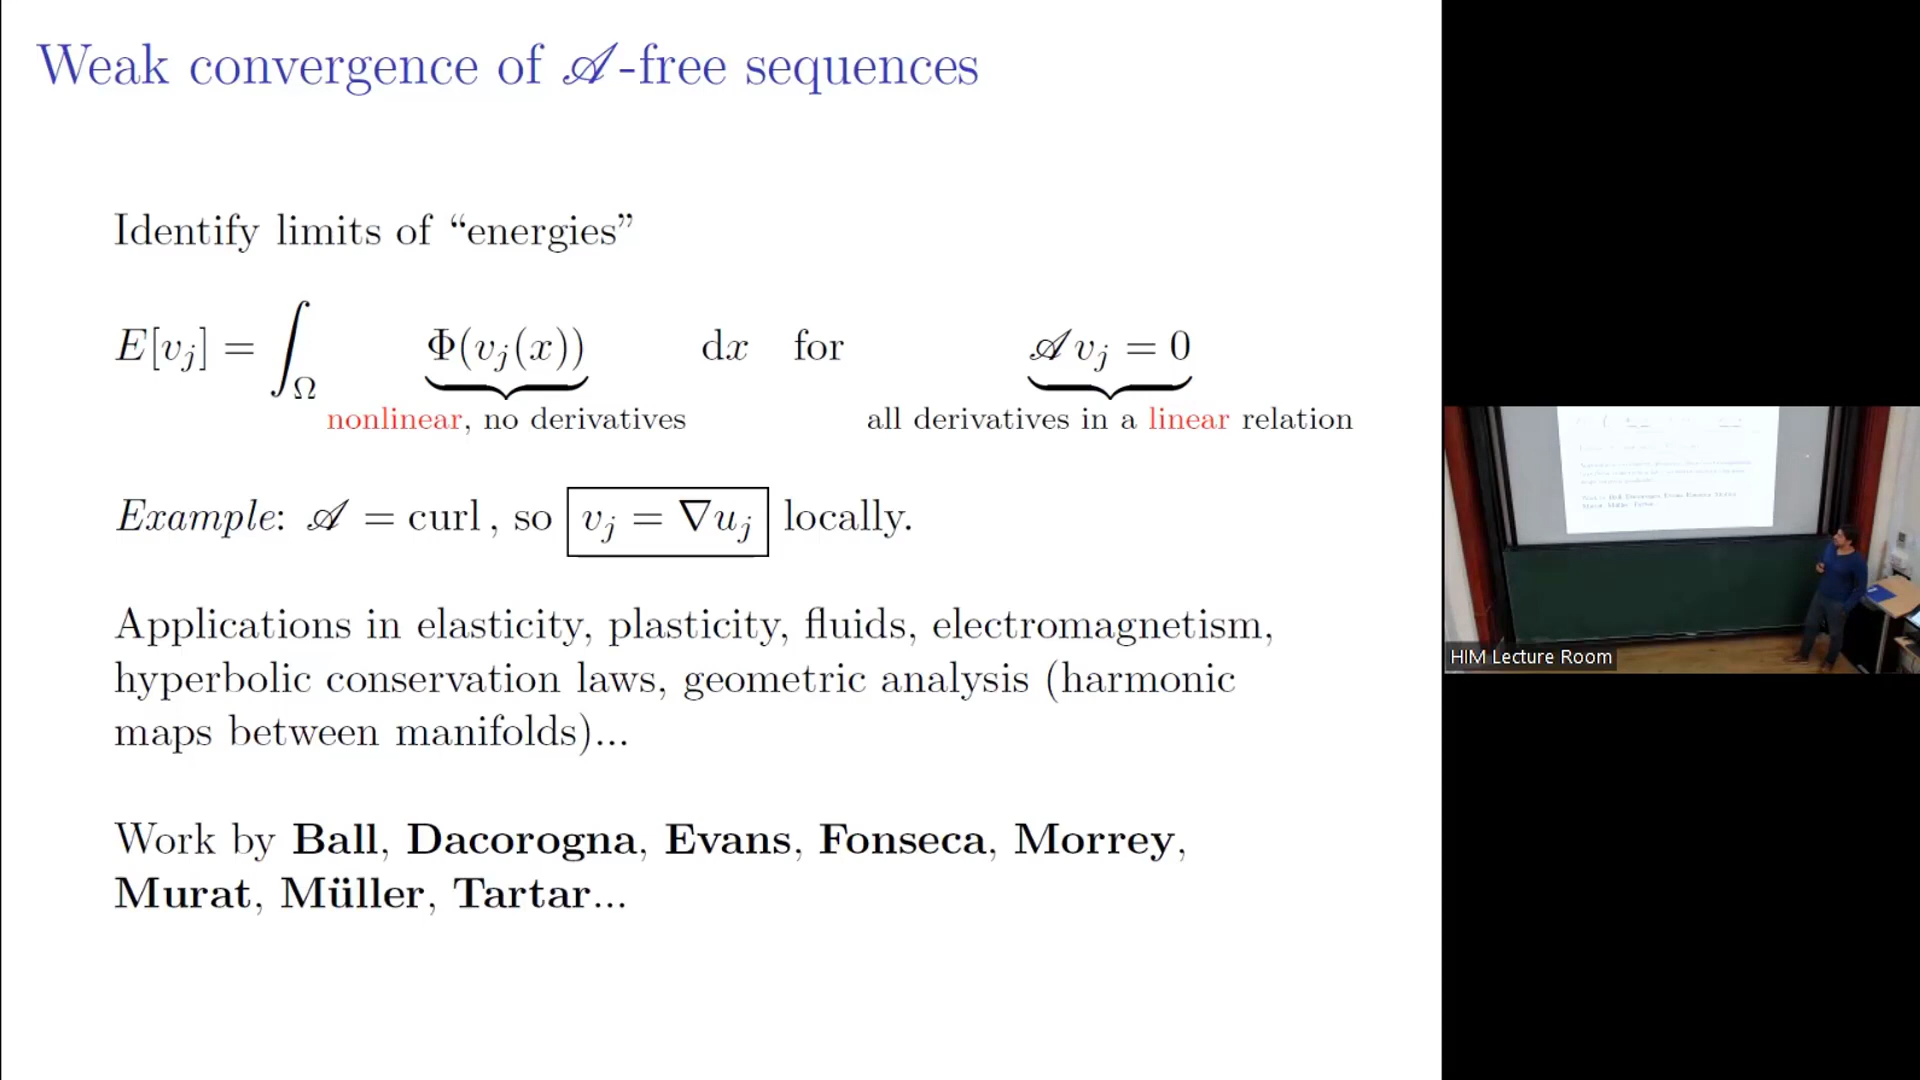 Weak convergence of 𝒜-free sequences
Identify limits of “energies”
E[v_j] = ∫_Ω Φ(v_j(x)) dx for 𝒜 v_j = 0
nonlinear, no derivatives all derivatives in a linear relation
Example: 𝒜 = curl, so v_j = ∇u_j locally.
Applications in elasticity, plasticity, fluids, electromagnetism,
hyperbolic conservation laws, geometric analysis (harmonic
maps between manifolds)...
Work by Ball, Dacorogna, Evans, Fonseca, Morrey,
Murat, Müller, Tartar...
HIM Lecture Room